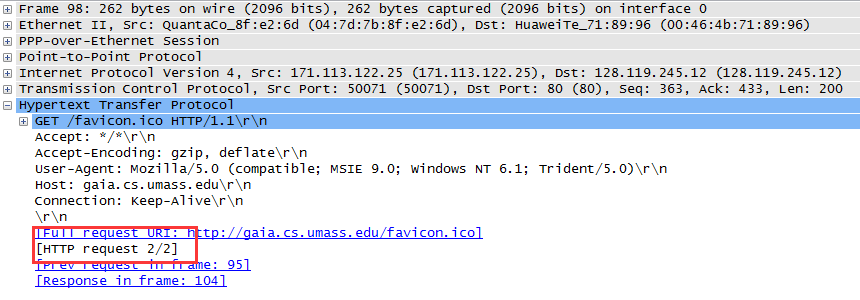 Frame 98: 262 bytes on wire (2096 bits), 262 bytes captured (2096 bits) on interface 0
Ethernet II, Src: QuantaCo_8f:e2:6d (04:7d:7b:8f:e2:6d), Dst: HuaweiTe_71:89:96 (00:46:4b:71:89:96)
PPP-over-Ethernet Session
Point-to-Point Protocol
Internet Protocol Version 4, Src: 171.113.122.25 (171.113.122.25), Dst: 128.119.245.12 (128.119.245.12)
Transmission Control Protocol, Src Port: 50071 (50071), Dst Port: 80 (80), Seq: 363, Ack: 433, Len: 200
Hypertext Transfer Protocol
GET /favicon.ico HTTP/1.1\r\n
Accept: */*\r\n
Accept-Encoding: gzip, deflate\r\n
User-Agent: Mozilla/5.0 (compatible; MSIE 9.0; Windows NT 6.1; Trident/5.0)\r\n
Host: gaia.cs.umass.edu\r\n
Connection: Keep-Alive\r\n
\r\n
[Full request URI: http://gaia.cs.umass.edu/favicon.ico]
[HTTP request 2/2]
[Prev request in frame: 95]
[Response in frame: 104]